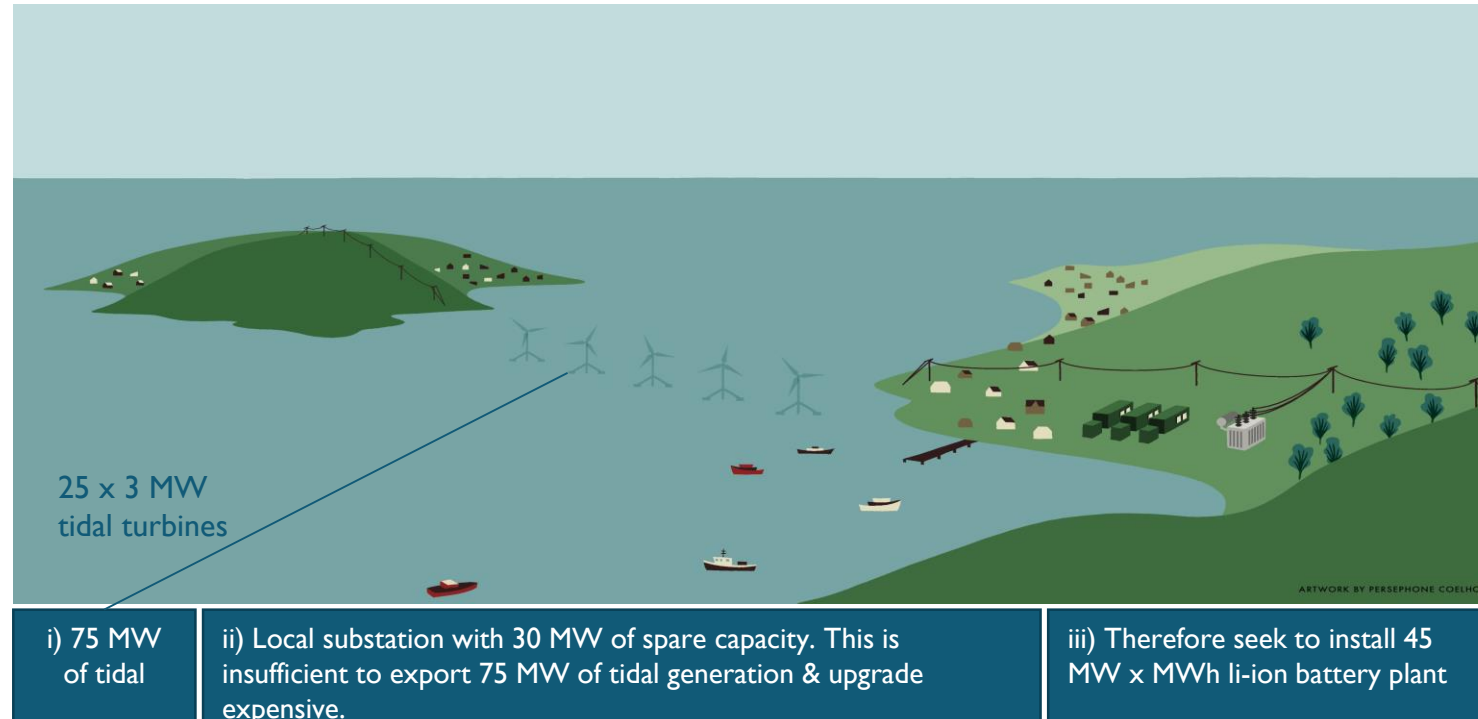 25 x 3 MW
tidal turbines
ARTWORK BY PERSEPHONE COELHO
i) 75 MW
of tidal
ii) Local substation with 30 MW of spare capacity. This is
insufficient to export 75 MW of tidal generation & upgrade
expensive.
iii) Therefore seek to install 45
MW x MWh li-ion battery plant